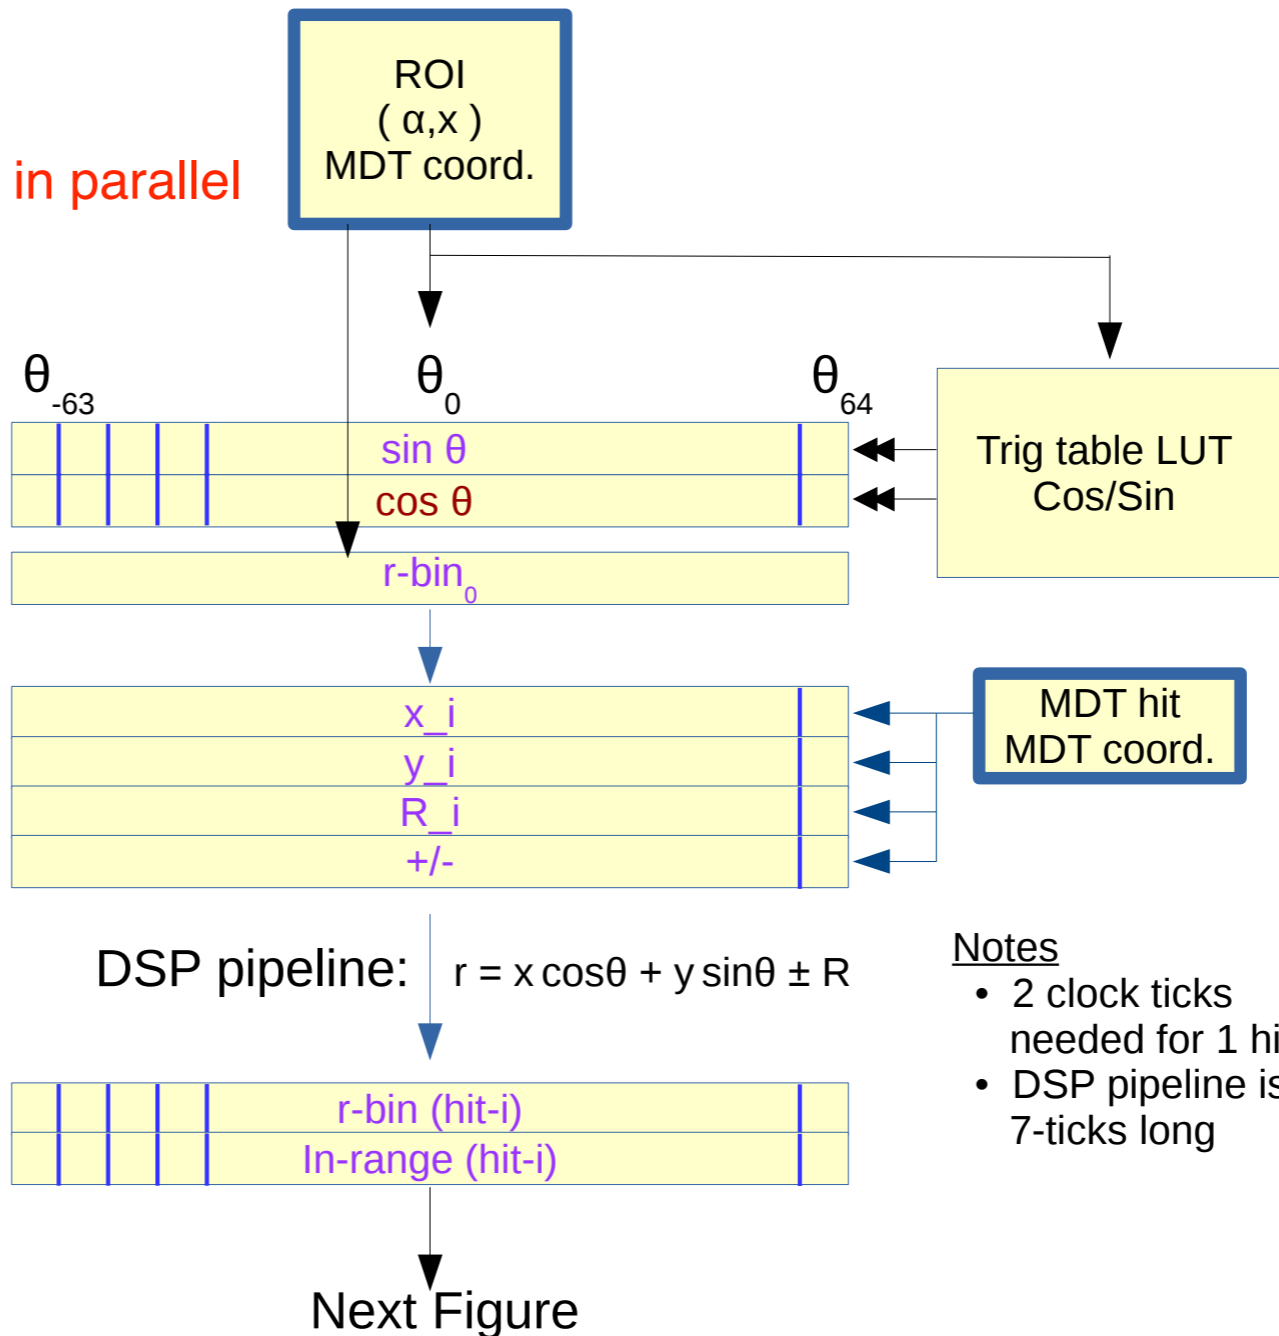 ROI
( α,x )
MDT coord.
in parallel
θ-63
θ0
θ64
sin θ
cos θ
Trig table LUT
Cos/Sin
r-bin0
x_i
y_i
R_i
+/-
MDT hit
MDT coord.
DSP pipeline: r = x cosθ + y sinθ ± R
Notes
• 2 clock ticks
needed for 1 hi
• DSP pipeline is
7-ticks long
r-bin (hit-i)
In-range (hit-i)
Next Figure